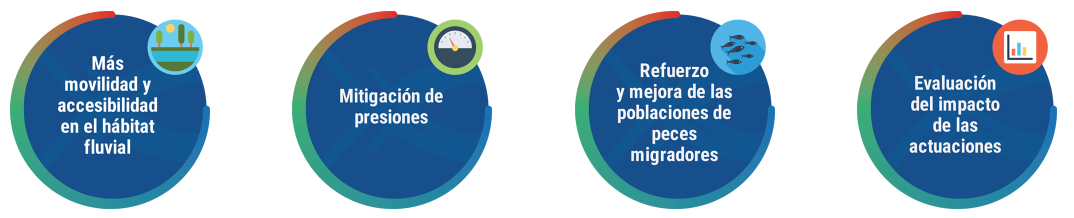 Más
movilidad y
accesibilidad
en el hábitat
fluvial
Mitigación de
presiones
Refuerzo
y mejora de las
poblaciones de
peces
migradores
Evaluación
del impacto
de las
actuaciones